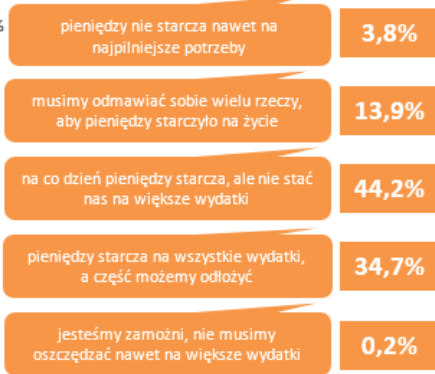 %
pieniędzy nie starcza nawet na
najpilniejsze potrzeby
3,8%
musimy odmawiać sobie wielu rzeczy,
aby pieniędzy starczyło na życie
13,9%
na co dzień pieniędzy starcza, ale nie stać
nas na większe wydatki
44,2%
pieniędzy starcza na wszystkie wydatki,
a część możemy odłożyć
34,7%
jesteśmy zamożni, nie musimy
oszczędzać nawet na większe wydatki
0,2%